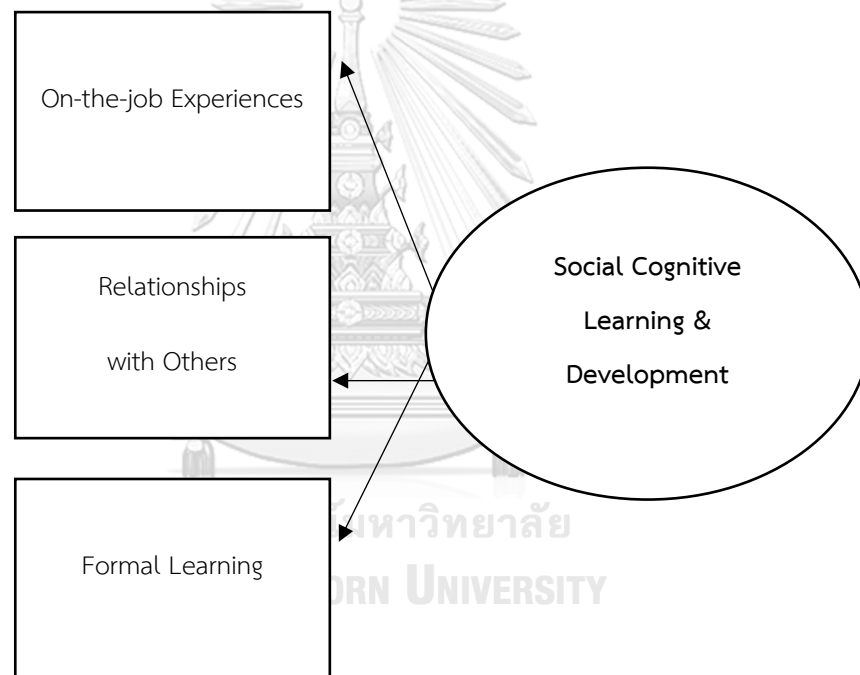 On-the-job Experiences
Relationships
with Others
Social Cognitive
Learning &
Development
Formal Learning
มหาวิทยาลัย
UNIVERSITY